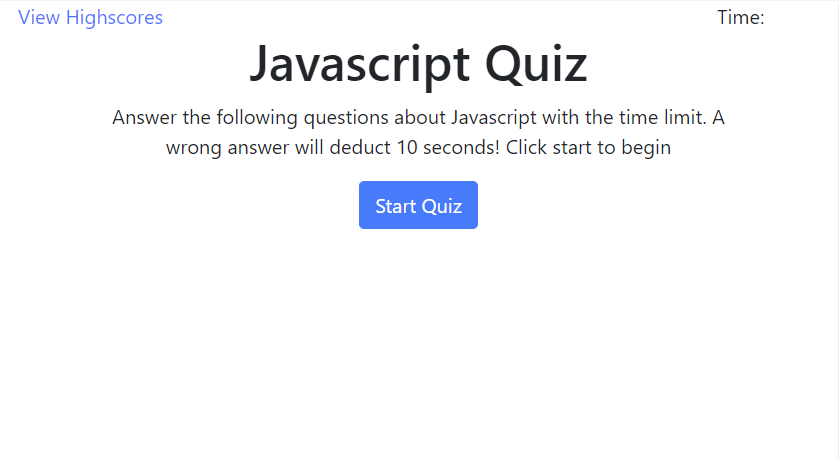 View Highscores
Time:
Javascript Quiz
Answer the following questions about Javascript with the time limit. A
wrong answer will deduct 10 seconds! Click start to begin
Start Quiz